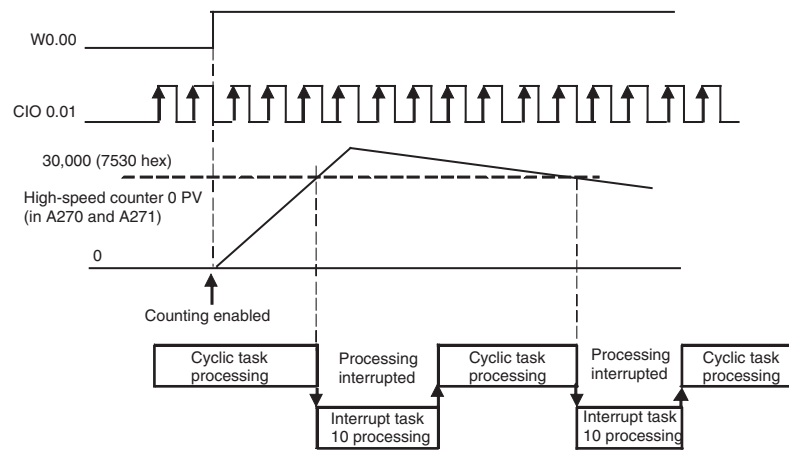 W0.00
CIO 0.01
30,000 (7530 hex)
High-speed counter 0 PV
(in A270 and A271)
0
Counting enabled
Cyclic task
processing
Processing
interrupted
Cyclic task
processing
Processing
interrupted
Cyclic task
processing
Interrupt task
10 processing
Interrupt task
10 processing